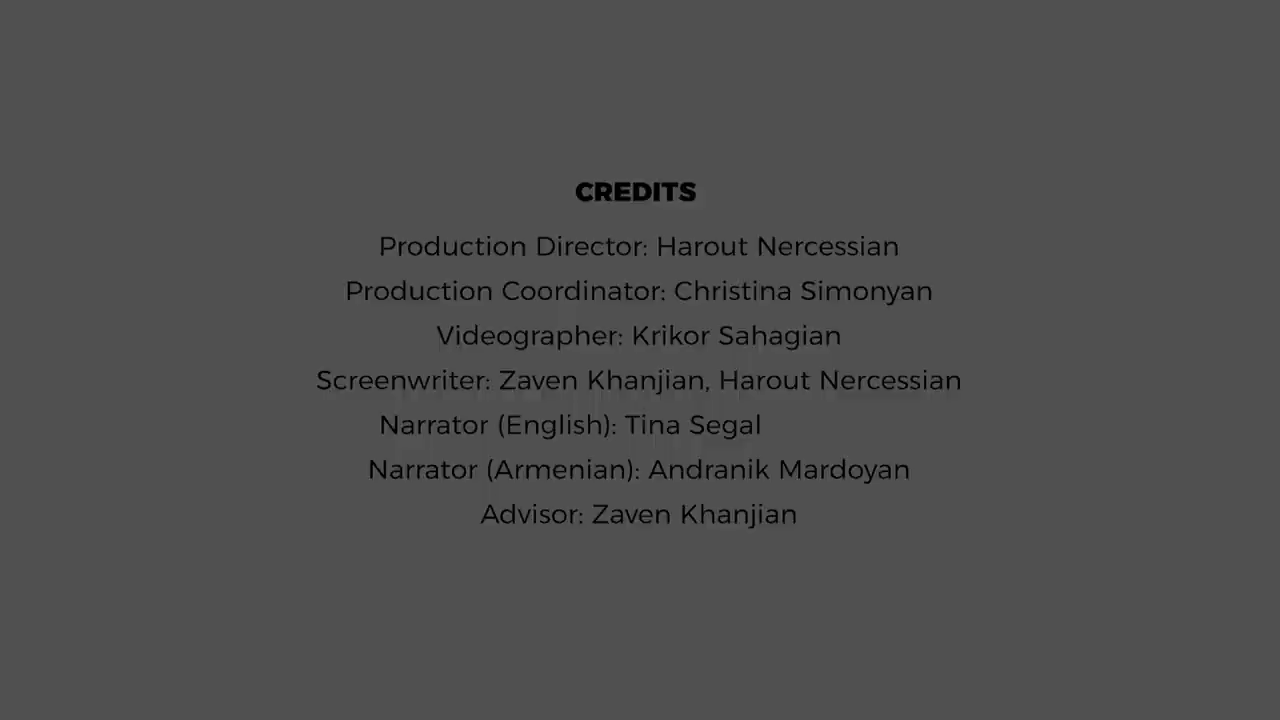 CREDITS
Production Director: Harout Nercessian
Production Coordinator: Christina Simonyan
Videographer: Krikor Sahagian
Screenwriter: Zaven Khanjian, Harout Nercessian
Narrator (English): Tina Segal
Narrator (Armenian): Andranik Mardoyan
Advisor: Zaven Khanjian